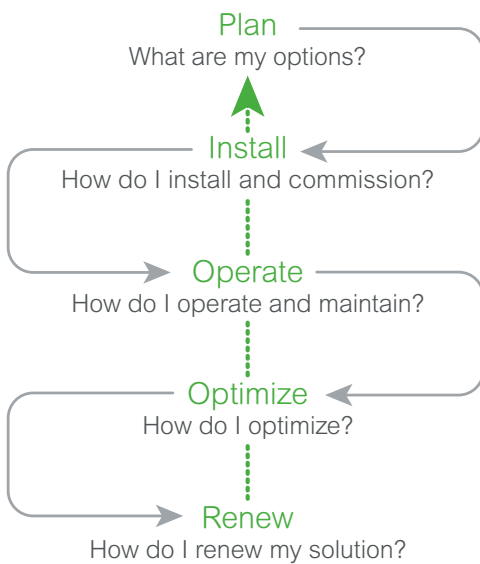 Plan
What are my options?
Install
How do I install and commission?
Operate
How do I operate and maintain?
Optimize
How do I optimize?
Renew
How do I renew my solution?